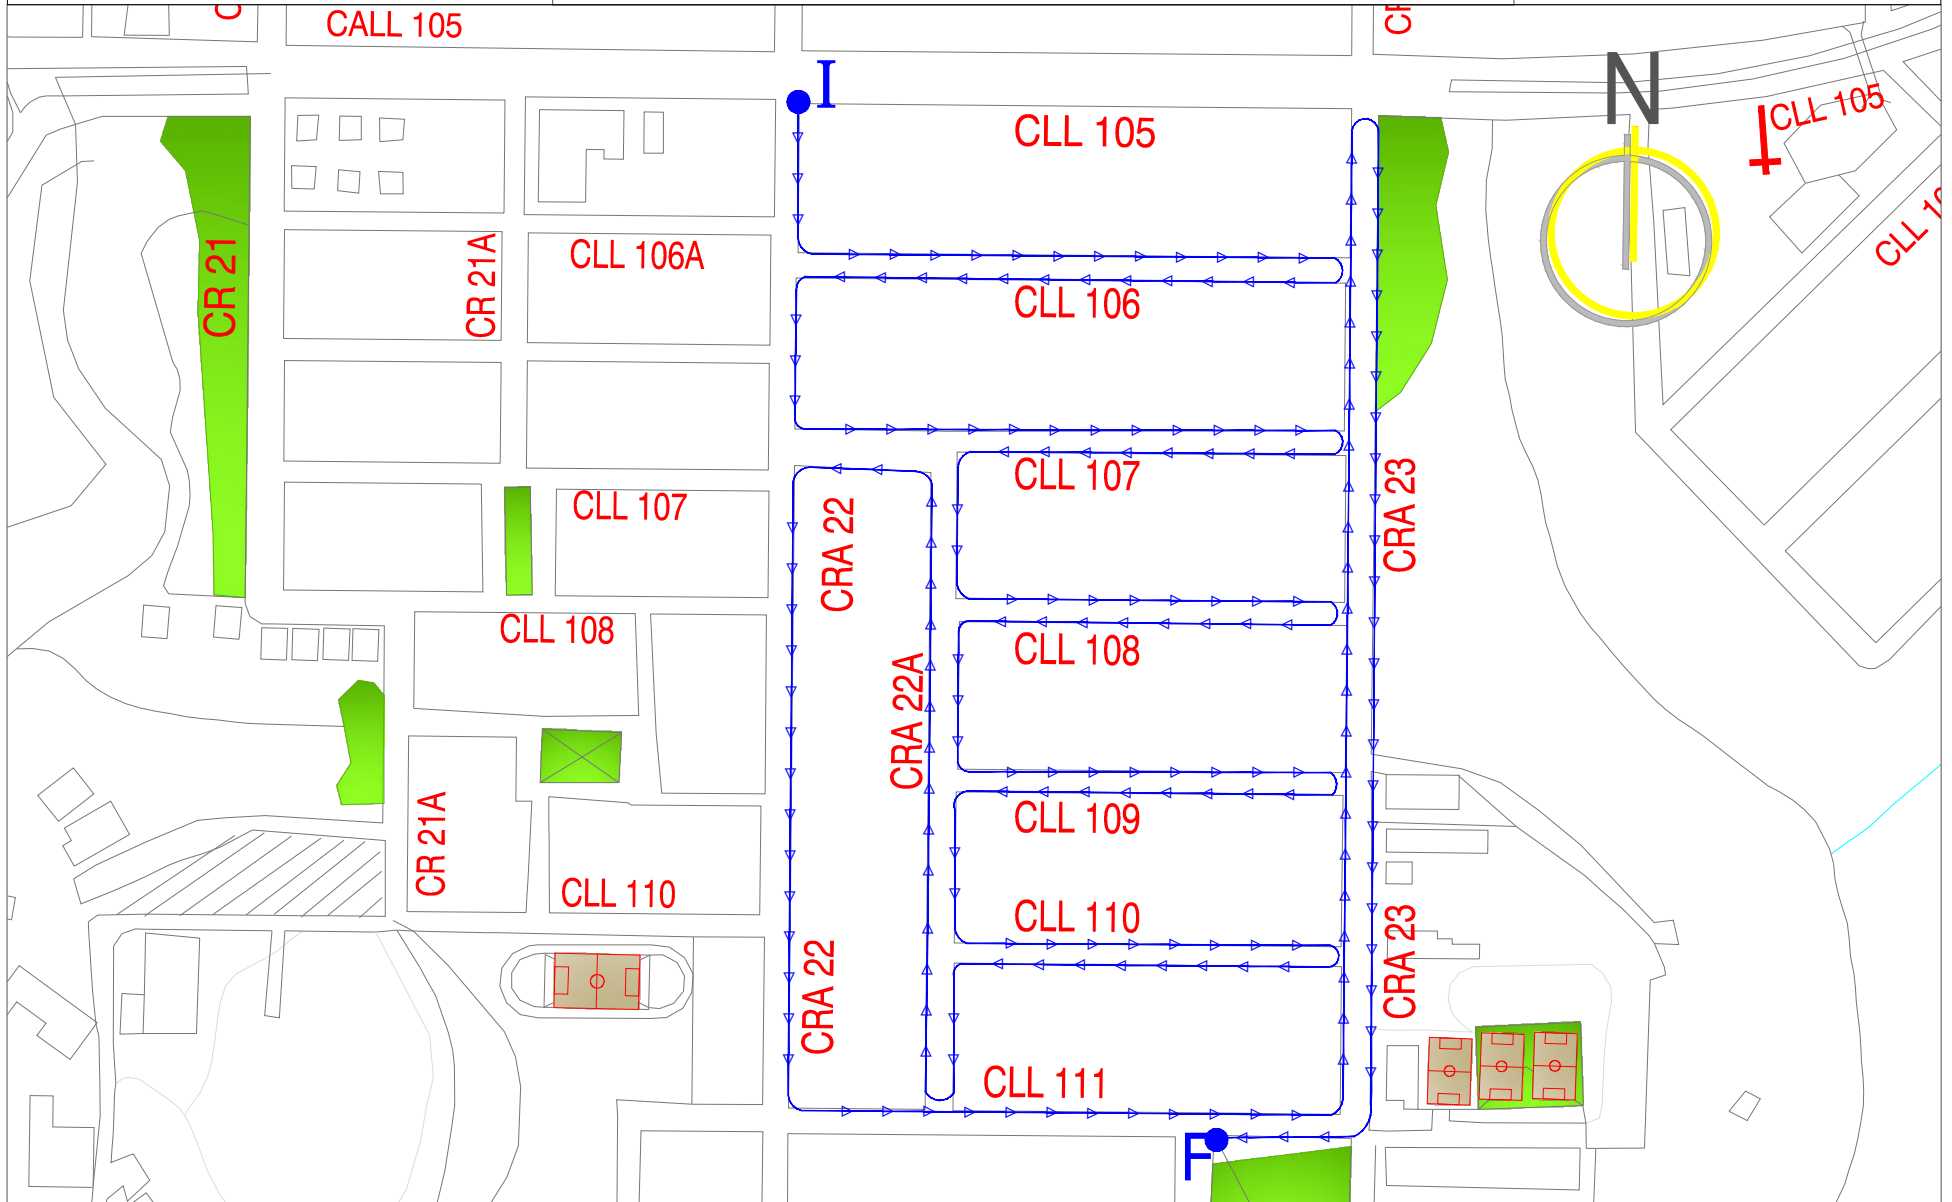 CALL 105
I
N
CLL 105
CLL 105
CR 21
CR 21A
CLL 106A
CLL 106
CLL 107
CLL 107
CRA 22
CRA 23
CLL 108
CLL 108
CRA 22A
CR 21A
CLL 109
CLL 110
CLL 110
CRA 22
CRA 23
CLL 111
F